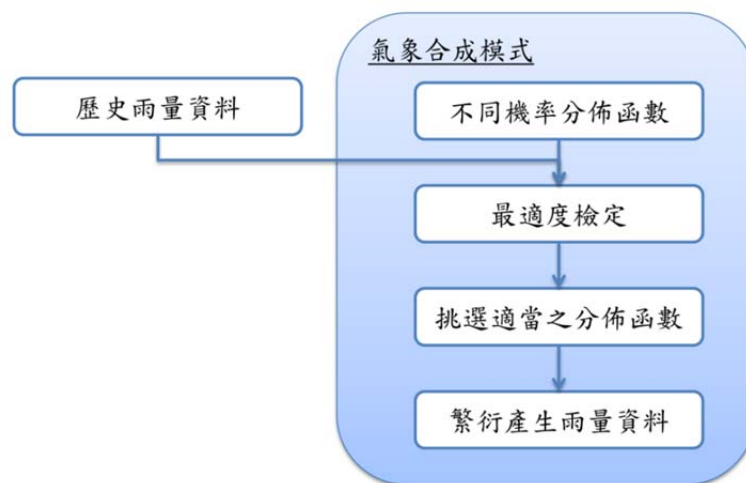 氣象合成模式
歷史雨量資料
不同機率分佈函數
最適度檢定
挑選適當之分佈函數
繁衍產生雨量資料